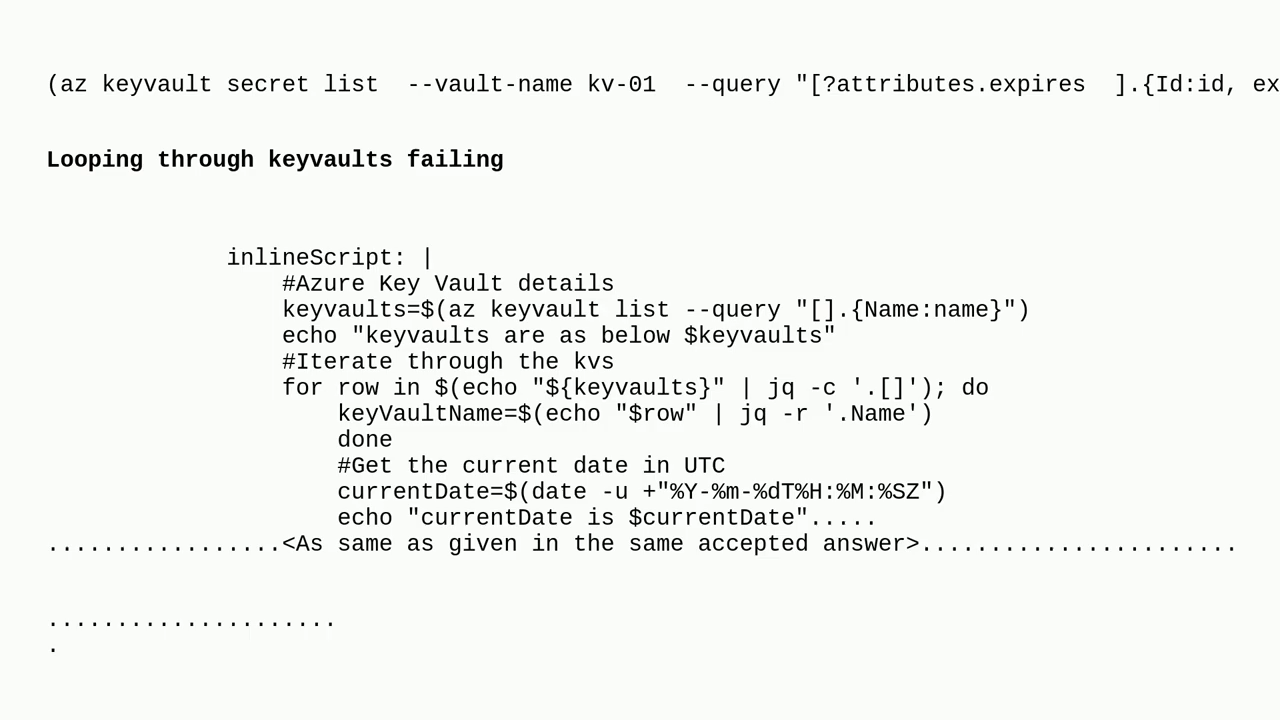 (az keyvault secret list  --vault-name kv-01  --query "[?attributes.expires  ].{Id:id, ex
Looping through keyvaults failing
inlineScript: |
#Azure Key Vault details
keyvaults=$(az keyvault list --query "[].{Name:name}")
echo "keyvaults are as below $keyvaults"
#Iterate through the kvs
for row in $(echo "${keyvaults}" | jq -c '.[]'); do
keyVaultName=$(echo "$row" | jq -r '.Name')
done
#Get the current date in UTC
currentDate=$(date -u +"%Y-%m-%dT%H:%M:%SZ")
echo "currentDate is $currentDate".....
.................<As same as given in the same accepted answer>.......................
.....................
.